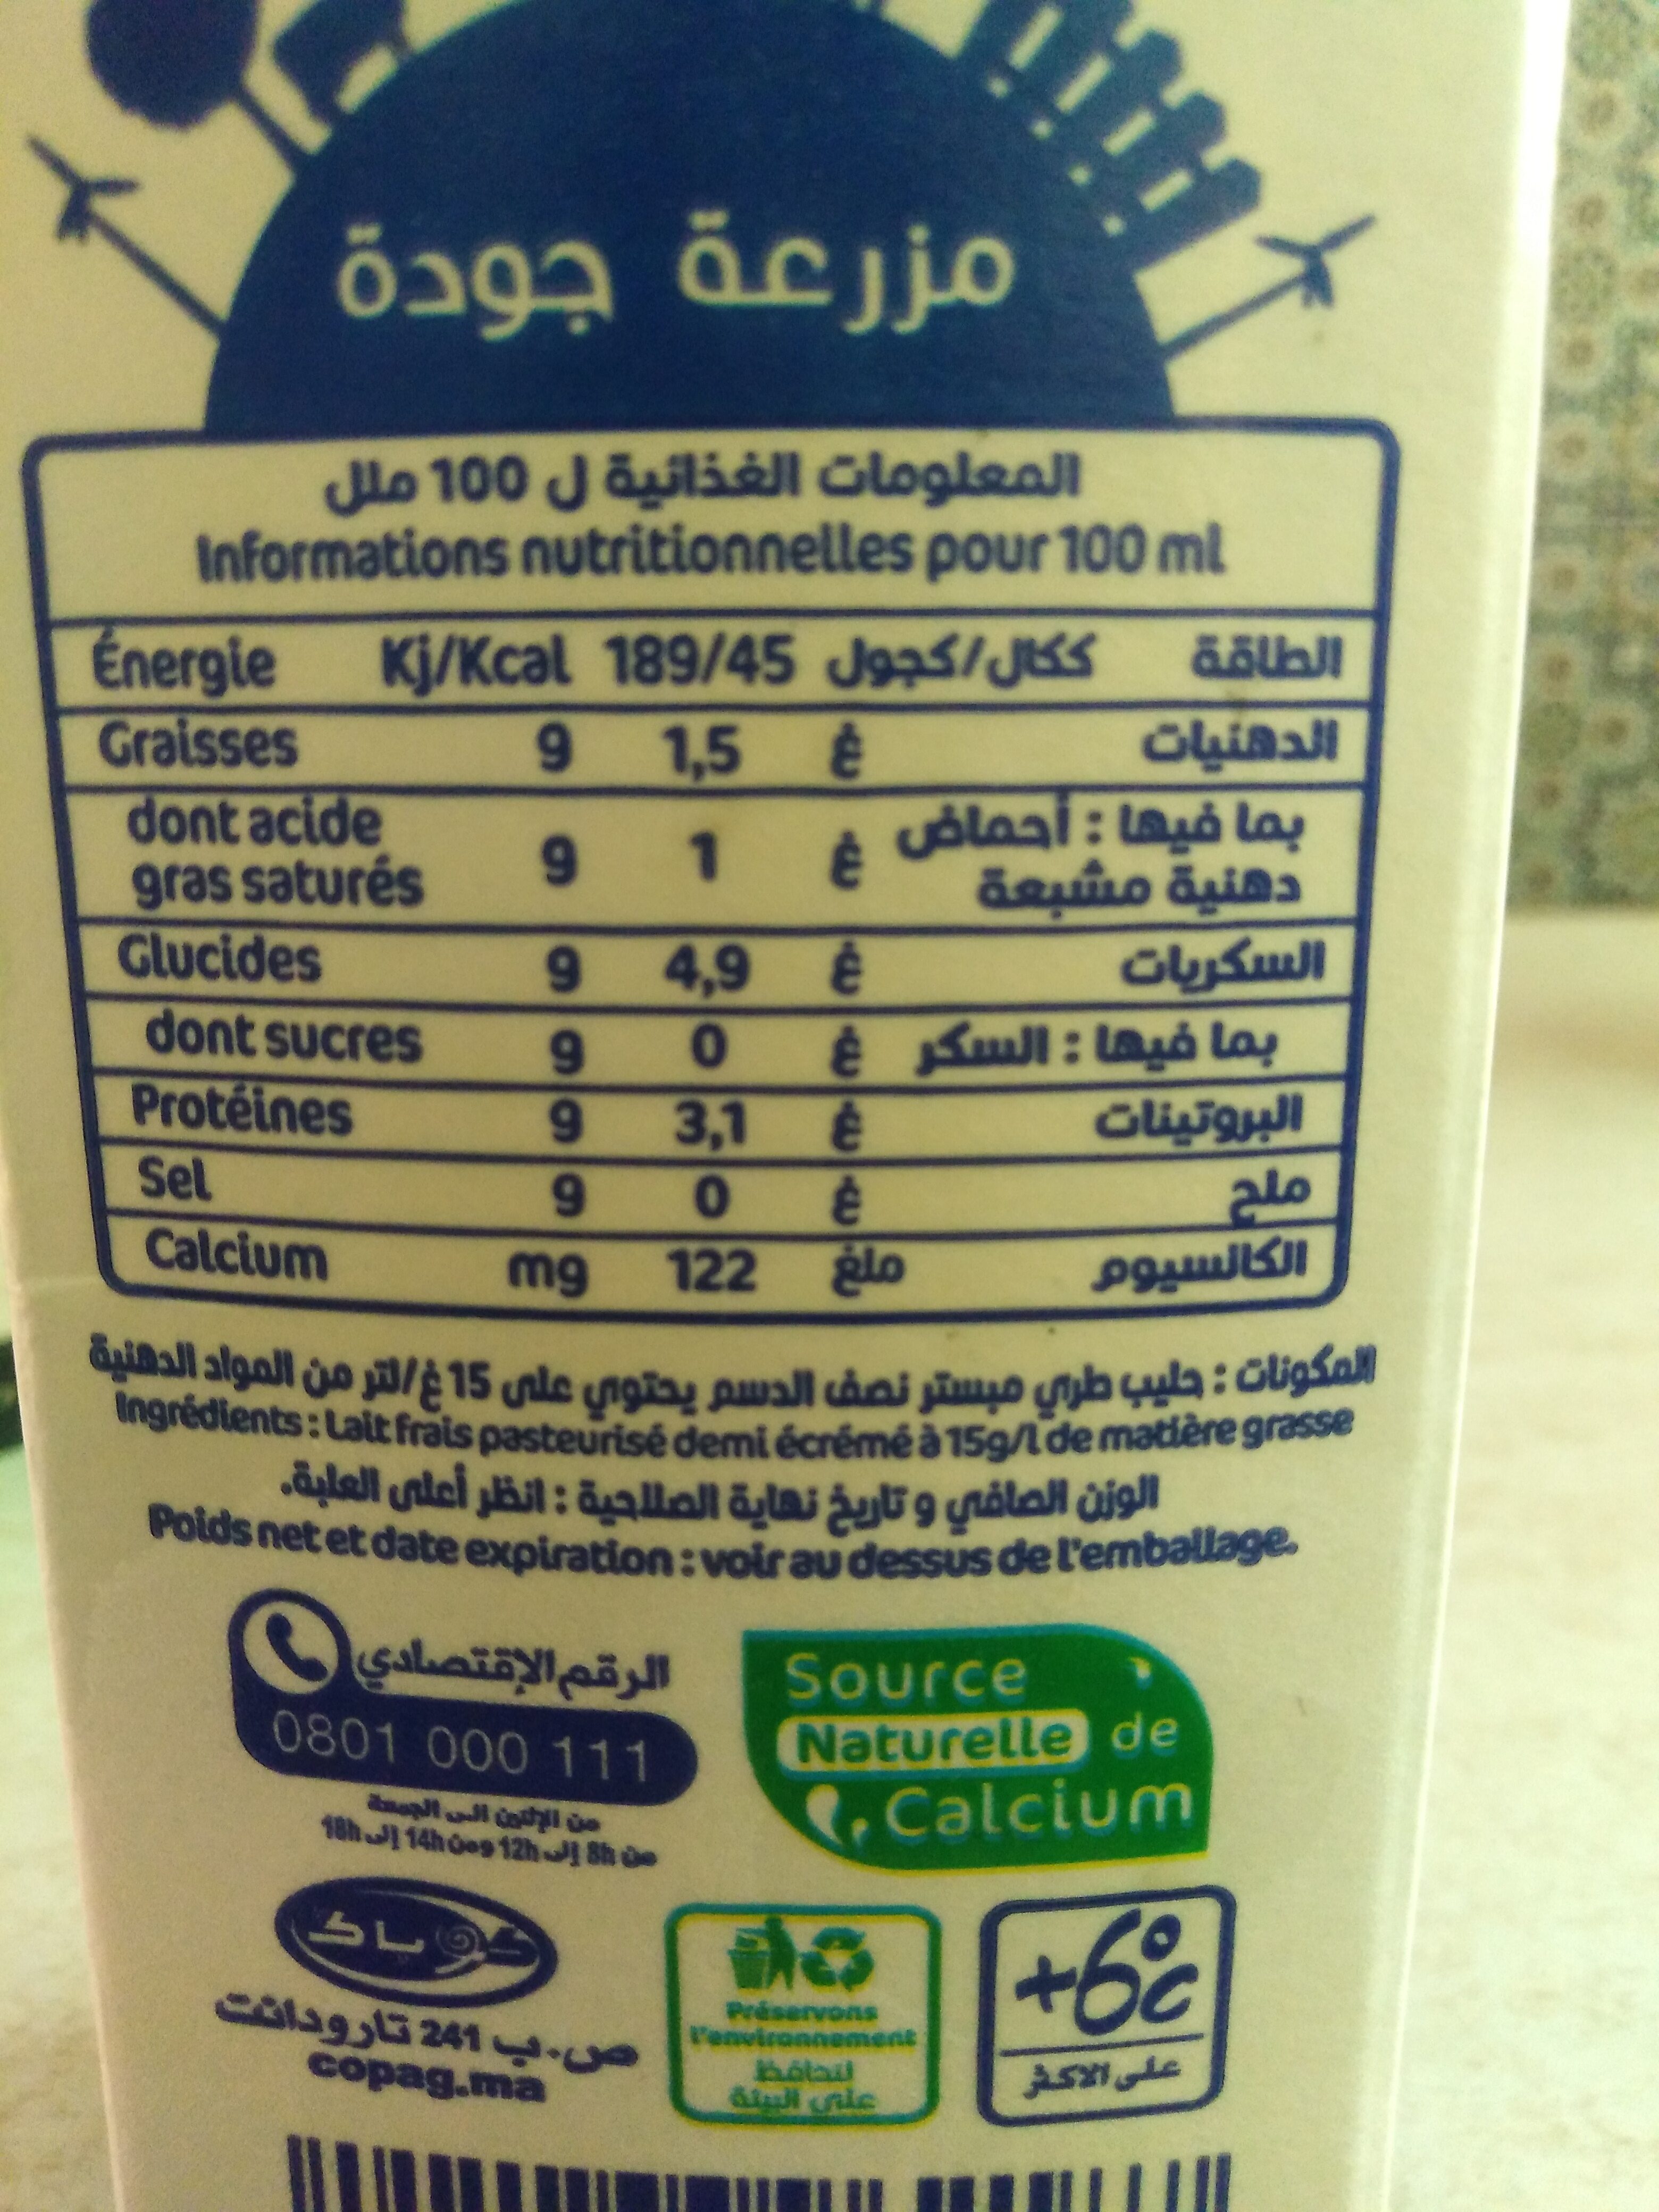 مزرعة جودة
المعلومات الغذائية ل 100 ملل
Informations nutritionnelles pour 100 ml
Énergie Kj/Kcal 189/45 ككال/كجول الطاقة
Graisses g 1,5 غ الدهنيات
dont acide gras saturés g 1 غ بما فيها : أحماض دهنية مشبعة
Glucides g 4,9 غ السكريات
dont sucres g 0 غ بما فيها : السكر
Protéines g 3,1 غ البروتينات
Sel g 0 غ ملح
Calcium mg 122 ملغ الكالسيوم
المكونات : حليب طري مبستر نصف الدسم يحتوي على 15 غ/لتر من المواد الدهنية
Ingrédients : Lait frais pasteurisé demi écrémé à 15g/l de matière grasse
الوزن الصافي و تاريخ نهاية الصلاحية : انظر أعلى العلبة.
Poids net et date expiration : voir au dessus de l'emballage.
الرقم الإقتصادي
0801 000 111
من الإثنين الى الجمعة
من 8h إلى 12h ومن 14h إلى 18h
Source
Naturelle de
Calcium
كوباك
ص.ب 241 تارودانت
copag.ma
Préservons
l'environnement
لنحافظ
على البيئة
+6°c
على الاكثر